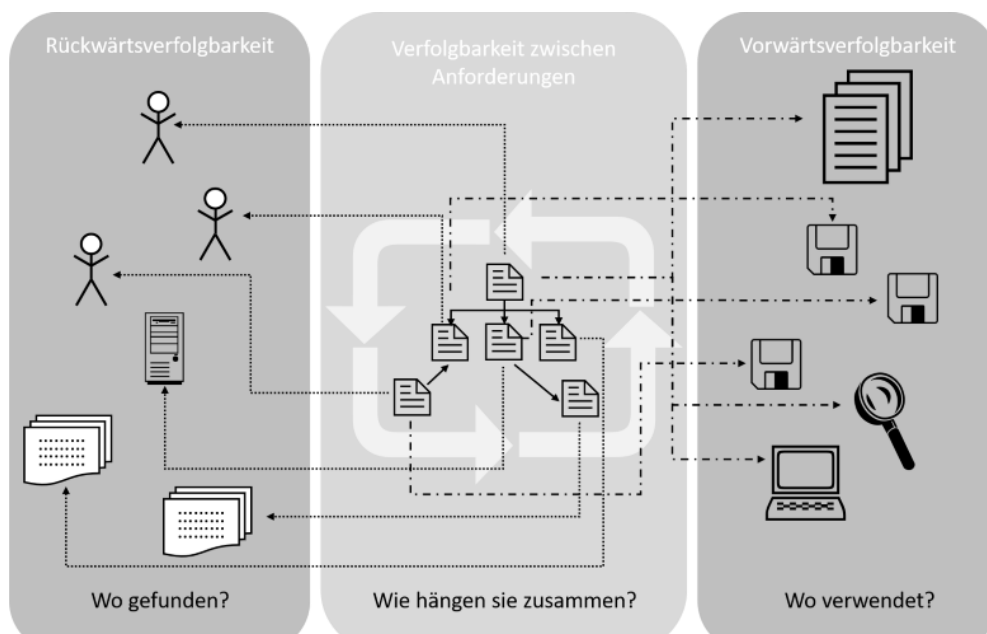 Rückwärtsverfolgbarkeit
Verfolgbarkeit zwischen
Anforderungen
Vorwärtsverfolgbarkeit
Wo gefunden?
Wie hängen sie zusammen?
Wo verwendet?